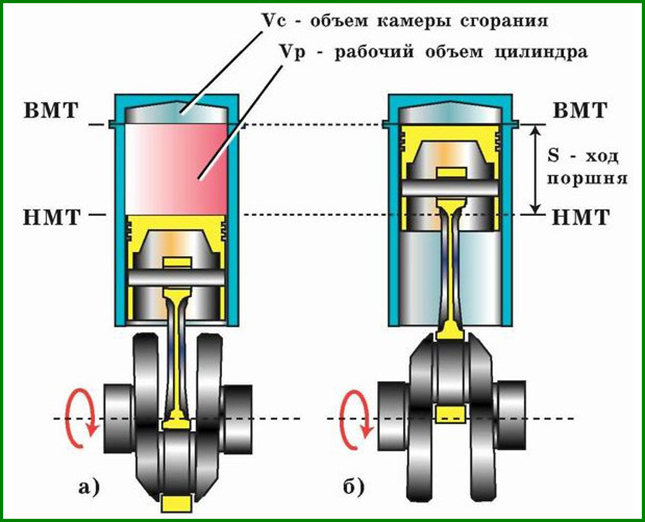 Vc - объем камеры сгорания
Vp - рабочий объем цилиндра
ВМТ
ВМТ
S - ход
поршня
НМТ
НМТ
а)
б)